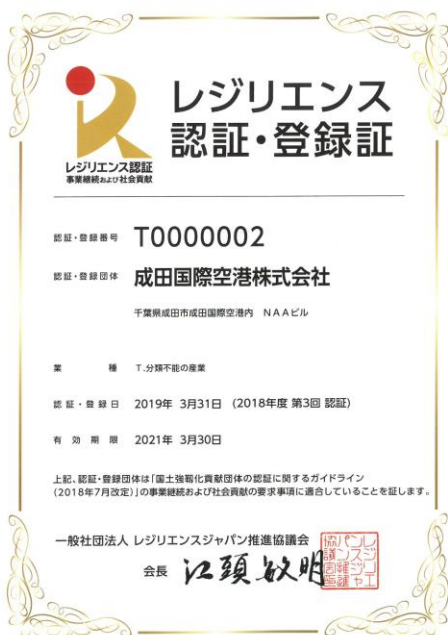 レジリエンス
認証・登録証
レジリエンス認証
事業継続および社会貢献
認証・登録番号 T0000002
認証・登録団体 成田国際空港株式会社
千葉県成田市成田国際空港内 NAAビル
業種 T.分類不能の産業
認証・登録日 2019年 3月31日 (2018年度 第3回 認証)
有効期限 2021年 3月30日
上記、認証・登録団体は「国土強靱化貢献団体の認証に関するガイドライン
(2018年7月改定)」の事業継続および社会貢献の要求事項に適合していることを証します。
一般社団法人 レジリエンスジャパン推進協議会
会長 江頭敏明